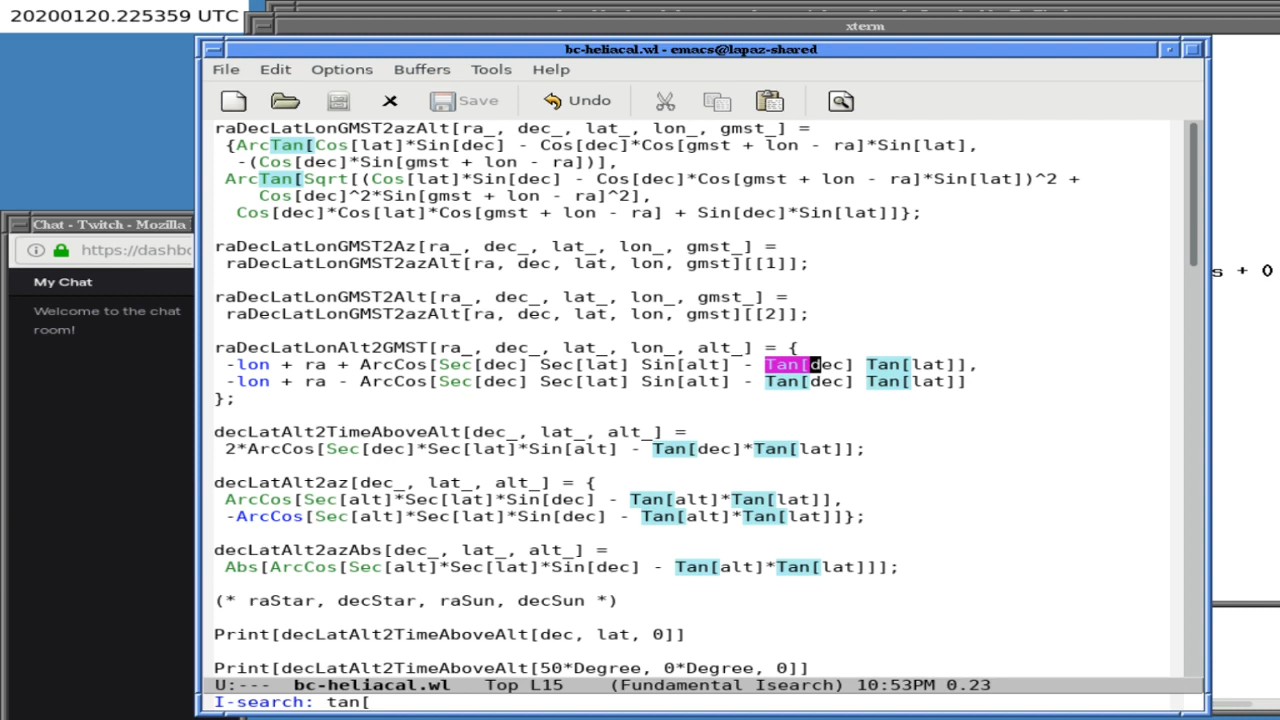 20200120.225359 UTC
xterm
bc-heliacal.wl - emacs@lapaz-shared
File Edit Options Buffers Tools Help
Save Undo
raDecLatLonGMST2azAlt[ra_, dec_, lat_, lon_, gmst_] =
{ArcTan[Cos[lat]*Sin[dec] - Cos[dec]*Cos[gmst + lon - ra]*Sin[lat],
-(Cos[dec]*Sin[gmst + lon - ra])],
ArcTan[Sqrt[(Cos[lat]*Sin[dec] - Cos[dec]*Cos[gmst + lon - ra]*Sin[lat])^2 +
Cos[dec]^2*Sin[gmst + lon - ra]^2],
Cos[dec]*Cos[lat]*Cos[gmst + lon - ra] + Sin[dec]*Sin[lat]]};
raDecLatLonGMST2Az[ra_, dec_, lat_, lon_, gmst_] =
raDecLatLonGMST2azAlt[ra, dec, lat, lon, gmst][[1]];
raDecLatLonGMST2Alt[ra_, dec_, lat_, lon_, gmst_] =
raDecLatLonGMST2azAlt[ra, dec, lat, lon, gmst][[2]];
raDecLatLonAlt2GMST[ra_, dec_, lat_, lon_, alt_] = {
-lon + ra + ArcCos[Sec[dec] Sec[lat] Sin[alt] - Tan[dec] Tan[lat]],
-lon + ra - ArcCos[Sec[dec] Sec[lat] Sin[alt] - Tan[dec] Tan[lat]]
};
decLatAlt2TimeAboveAlt[dec_, lat_, alt_] =
2*ArcCos[Sec[dec]*Sec[lat]*Sin[alt] - Tan[dec]*Tan[lat]];
decLatAlt2az[dec_, lat_, alt_] = {
ArcCos[Sec[alt]*Sec[lat]*Sin[dec] - Tan[alt]*Tan[lat]],
-ArcCos[Sec[alt]*Sec[lat]*Sin[dec] - Tan[alt]*Tan[lat]]};
decLatAlt2azAbs[dec_, lat_, alt_] =
Abs[ArcCos[Sec[alt]*Sec[lat]*Sin[dec] - Tan[alt]*Tan[lat]]];
(* raStar, decStar, raSun, decSun *)
Print[decLatAlt2TimeAboveAlt[dec, lat, 0]]
Print[decLatAlt2TimeAboveAlt[50*Degree, 0*Degree, 0]]
U:--- bc-heliacal.wl Top L15 (Fundamental Isearch) 10:53PM 0.23
I-search: tan[
Chat - Twitch - Mozilla
https://dashbo
My Chat
Welcome to the chat
room!
s + 0